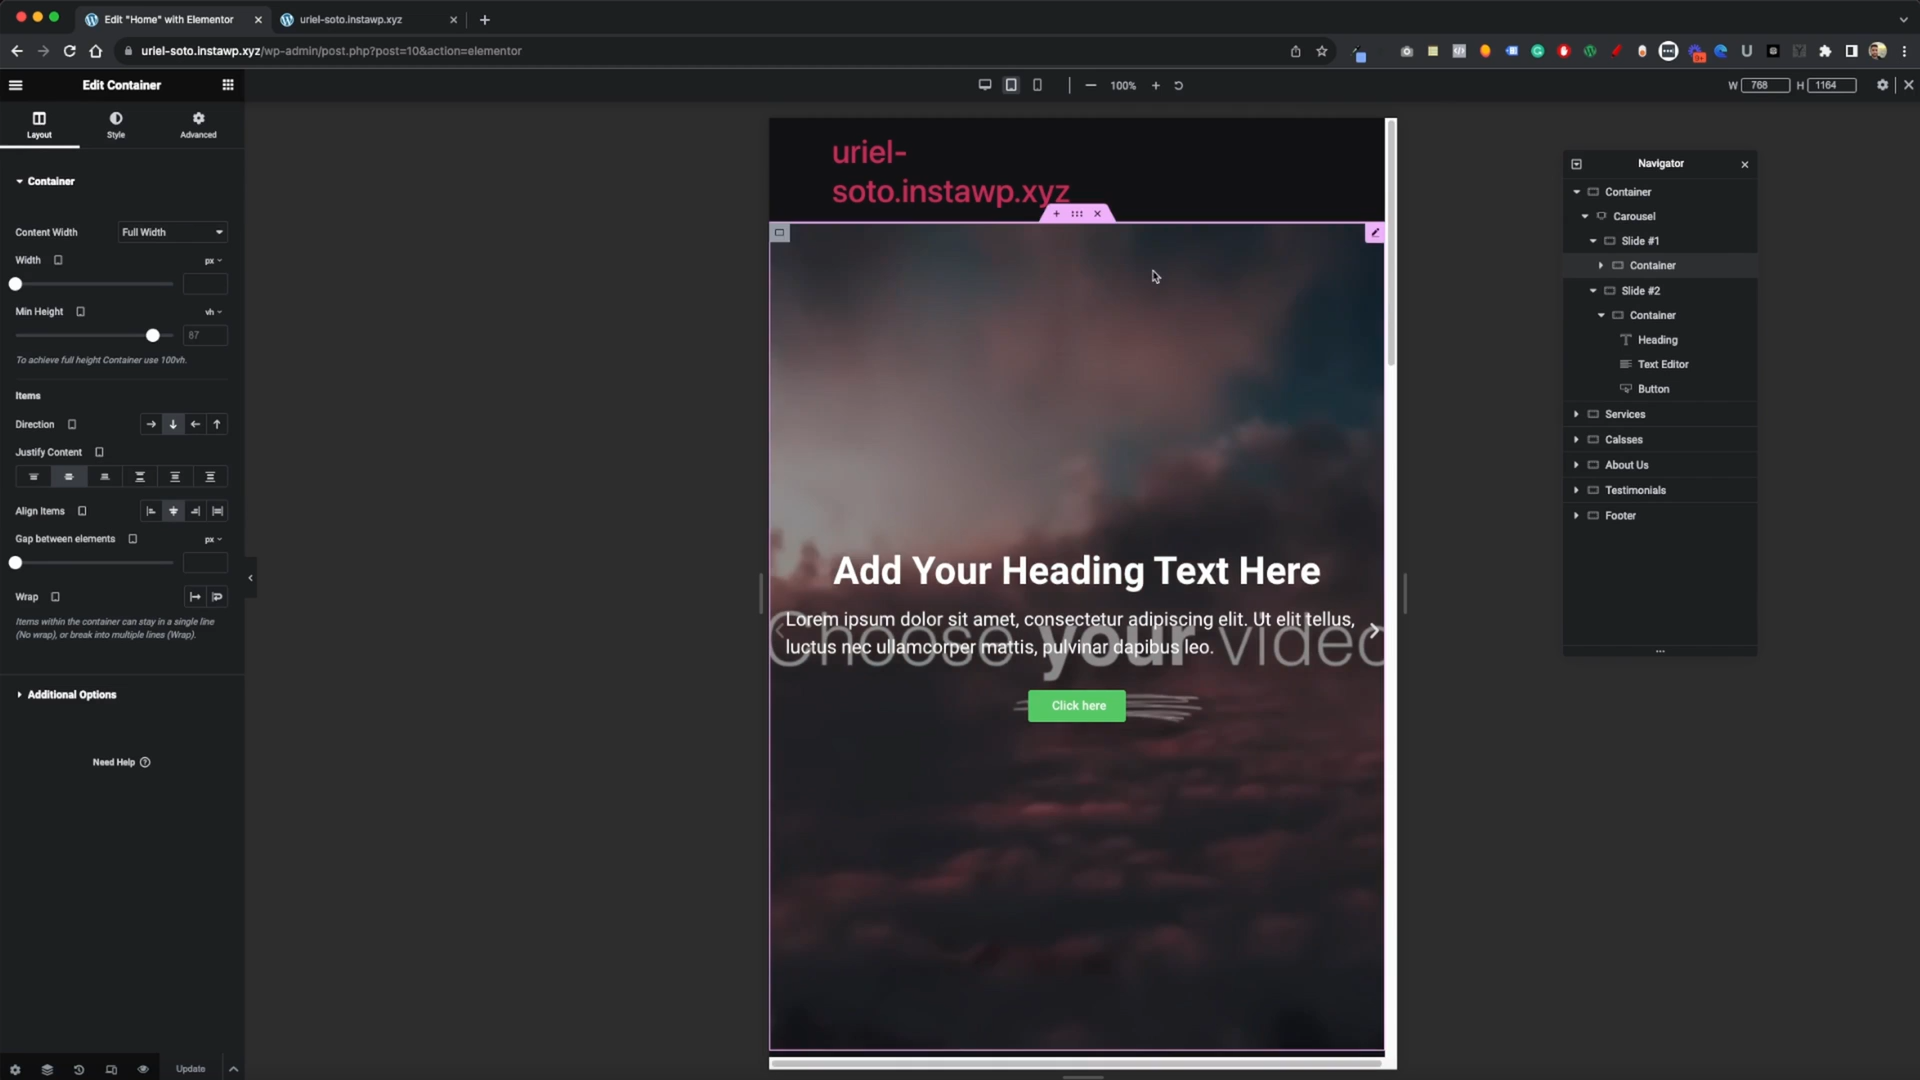 Edit "Home" with Elementor
uriel-soto.instawp.xyz
uriel-soto.instawp.xyz/wp-admin/post.php?post=10&action=elementor
9+
Edit Container
100%
W 768 H 1164
Layout
Style
Advanced
Container
Content Width Full Width
Width px
Min Height vh
87
To achieve full height Container use 100vh.
Items
Direction
Justify Content
Align Items
Gap between elements px
Wrap
Items within the container can stay in a single line
(No wrap), or break into multiple lines (Wrap).
Additional Options
Need Help
Update
uriel-
soto.instawp.xyz
Add Your Heading Text Here
Lorem ipsum dolor sit amet, consectetur adipiscing elit. Ut elit tellus,
luctus nec ullamcorper mattis, pulvinar dapibus leo.
Choose your video
Click here
Navigator
Container
Carousel
Slide #1
Container
Slide #2
Container
Heading
Text Editor
Button
Services
Calsses
About Us
Testimonials
Footer